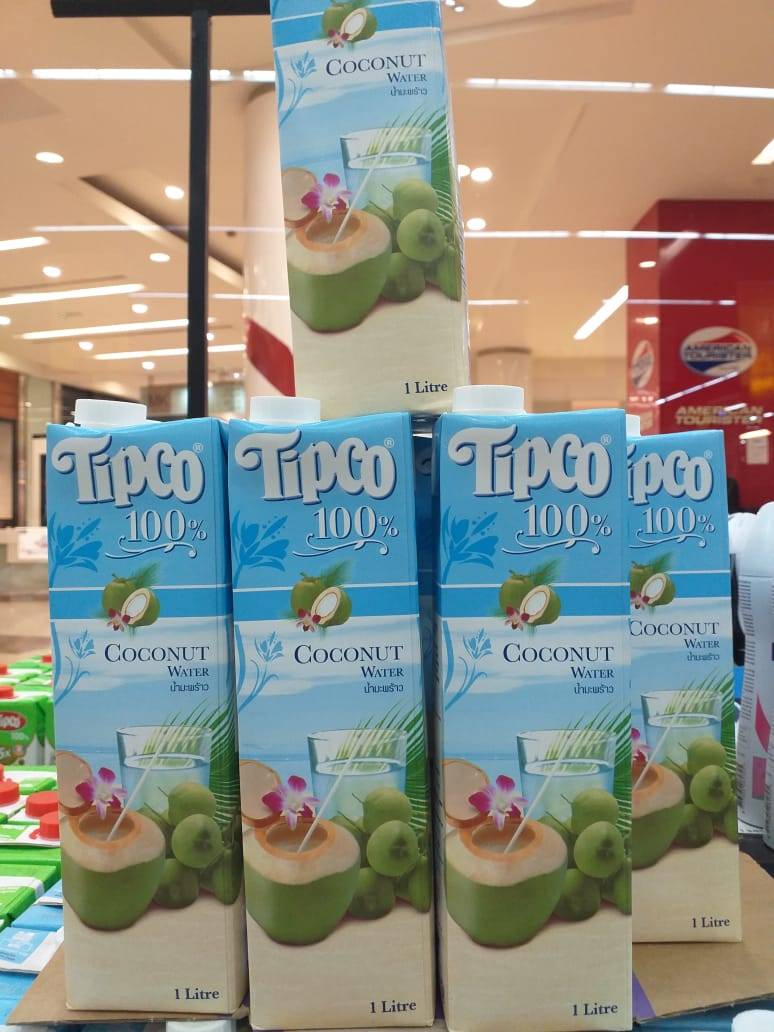 COCONUT
WATER
น้ำมะพร้าว
1 Litre
AMERICAN
TOURISTER
AMERICAN
TOURISTER
Tipco®
100%
COCONUT
WATER
น้ำมะพร้าว
1 Litre
Tipco®
100%
COCONUT
WATER
น้ำมะพร้าว
1 Litre
Tipco®
100%
COCONUT
WATER
น้ำมะพร้าว
1 Litre
ipco®
100%
COCONUT
WATER
น้ำมะพร้าว
1 Litre
Tipco
100%